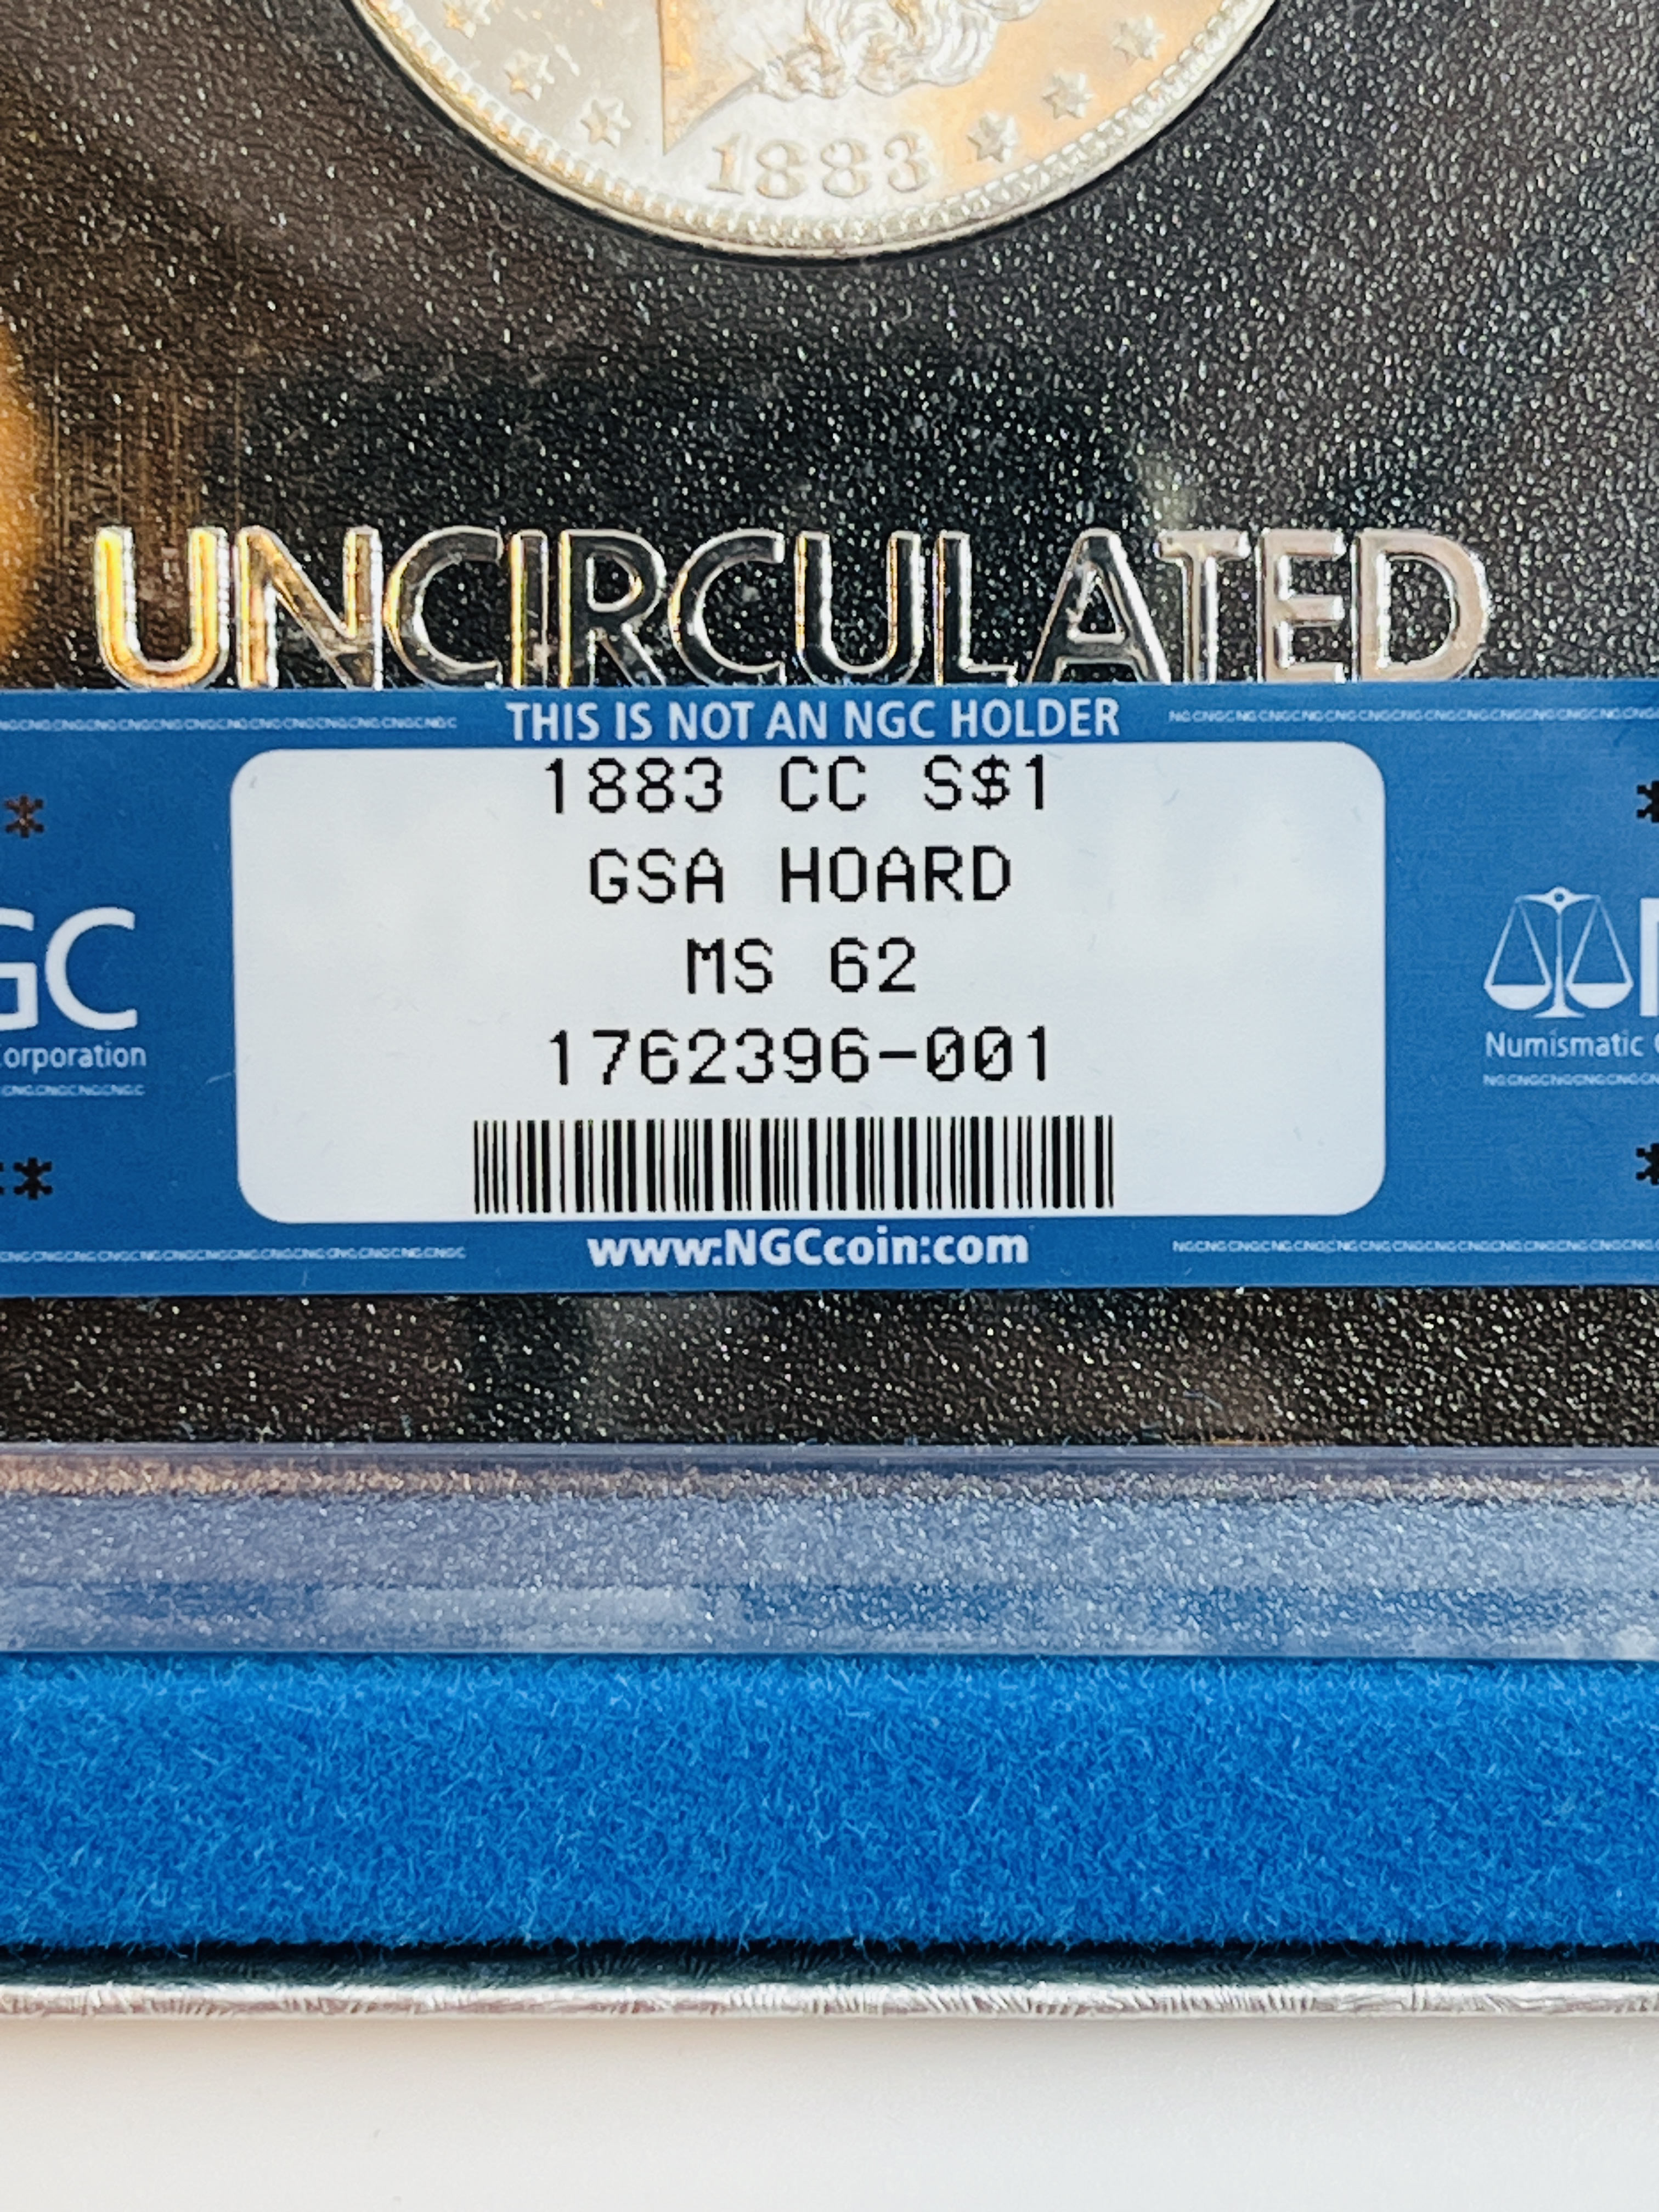 1883
UNCIRCULATED
THIS IS NOT AN NGC HOLDER
1883 CC S$1
GSA HOARD
MS 62
1762396-001
GC
orporation
Numismatic
www.NGCcoin.com